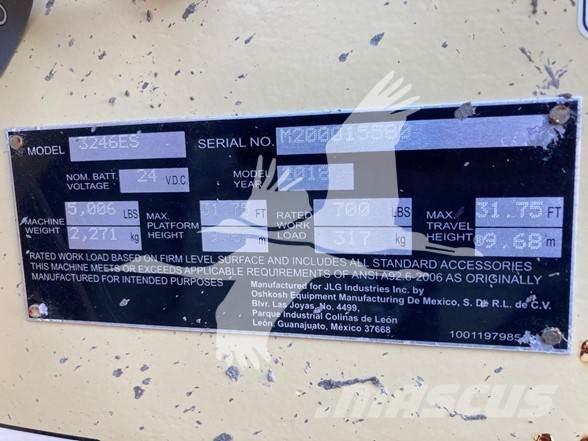 MODEL 3246ES SERIAL NO. M200015580
NOM. BATT. VOLTAGE 24 V.D.C. MODEL YEAR 2018
MACHINE WEIGHT 5,006 LBS MAX. PLATFORM HEIGHT 31.75 FT RATED WORK LOAD 700 LBS MAX TRAVEL HEIGHT 31.75 FT
2,271 kg m kg 9.68 m
RATED WORK LOAD BASED ON FIRM LEVEL SURFACE AND INCLUDES ALL STANDARD ACCESSORIES
THIS MACHINE MEETS OR EXCEEDS APPLICABLE REQUIREMENTS OF ANSI A92.6-2006 AS ORIGINALLY
MANUFACTURED FOR INTENDED PURPOSES
Manufactured for JLG Industries Inc. by
Oshkosh Equipment Manufacturing De Mexico, S. De R.L. de C.V.
Blvr. Las Joyas, No. 4499,
Parque Industrial Colinas de León
León, Guanajuato, México 37668
1001197985
MASCUS